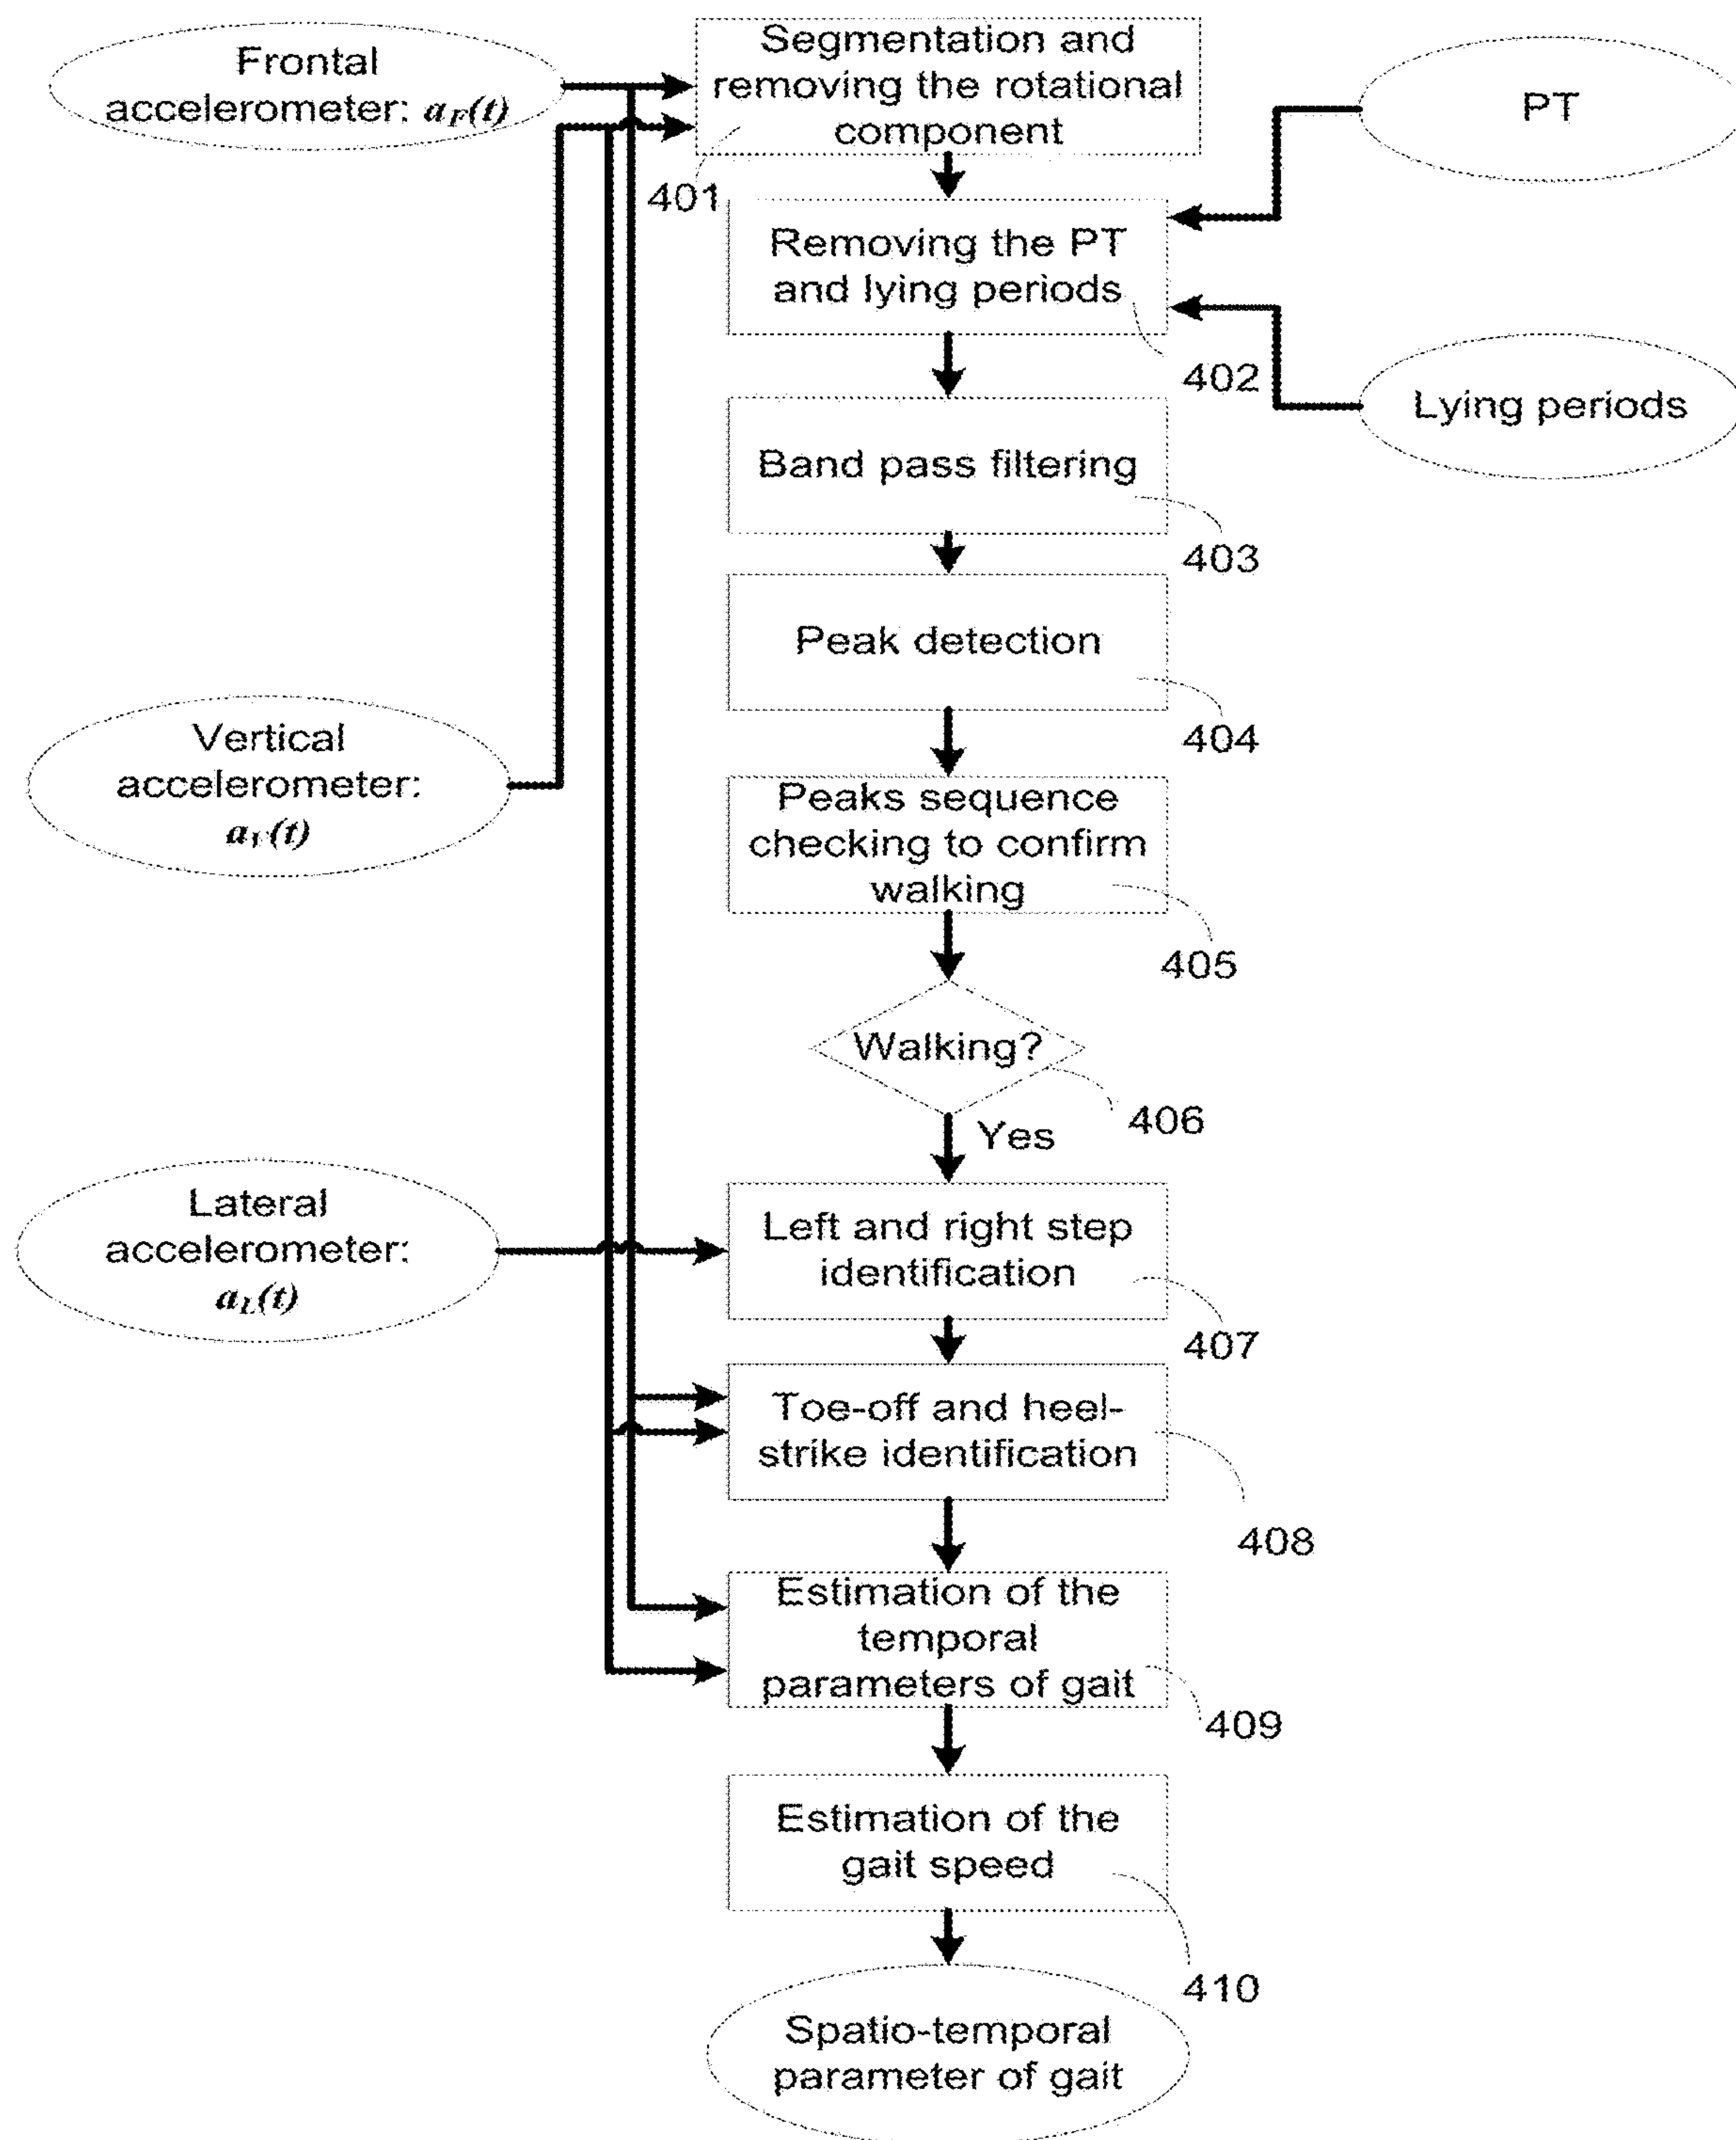 Frontal
accelerometer: a_F(t)
Segmentation and
removing the rotational
component
401
PT
Removing the PT
and lying periods
402
Lying periods
Band pass filtering
403
Peak detection
404
Vertical
accelerometer:
a_V(t)
Peaks sequence
checking to confirm
walking
405
Walking?
406
Yes
Lateral
accelerometer:
a_L(t)
Left and right step
identification
407
Toe-off and heel-
strike identification
408
Estimation of the
temporal
parameters of gait
409
Estimation of the
gait speed
410
Spatio-temporal
parameter of gait